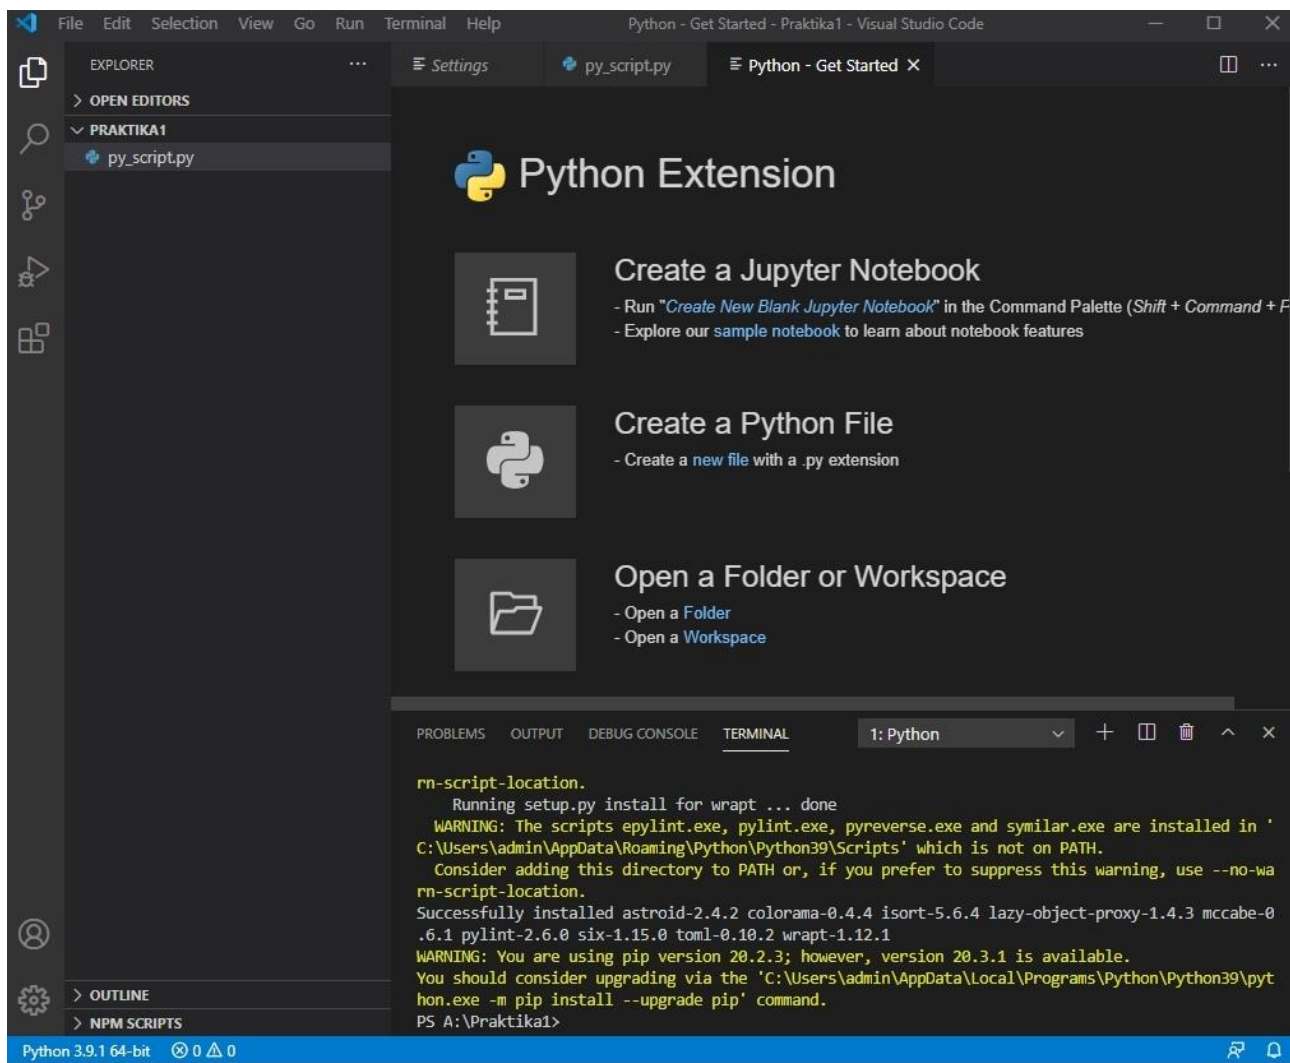 File Edit Selection View Go Run Terminal Help Python - Get Started - Praktika1 - Visual Studio Code
EXPLORER
OPEN EDITORS
PRAKTIKA1
py_script.py
OUTLINE
NPM SCRIPTS
Settings py_script.py Python - Get Started
Python Extension
Create a Jupyter Notebook
- Run "Create New Blank Jupyter Notebook" in the Command Palette (Shift + Command + P
- Explore our sample notebook to learn about notebook features
Create a Python File
- Create a new file with a .py extension
Open a Folder or Workspace
- Open a Folder
- Open a Workspace
PROBLEMS OUTPUT DEBUG CONSOLE TERMINAL 1: Python
rn-script-location.
Running setup.py install for wrapt ... done
WARNING: The scripts epylint.exe, pylint.exe, pyreverse.exe and symilar.exe are installed in '
C:\Users\admin\AppData\Roaming\Python\Python39\Scripts' which is not on PATH.
Consider adding this directory to PATH or, if you prefer to suppress this warning, use --no-wa
rn-script-location.
Successfully installed astroid-2.4.2 colorama-0.4.4 isort-5.6.4 lazy-object-proxy-1.4.3 mccabe-0
.6.1 pylint-2.6.0 six-1.15.0 toml-0.10.2 wrapt-1.12.1
WARNING: You are using pip version 20.2.3; however, version 20.3.1 is available.
You should consider upgrading via the 'C:\Users\admin\AppData\Local\Programs\Python\Python39\pyt
hon.exe -m pip install --upgrade pip' command.
PS A:\Praktika1>
Python 3.9.1 64-bit 0 0